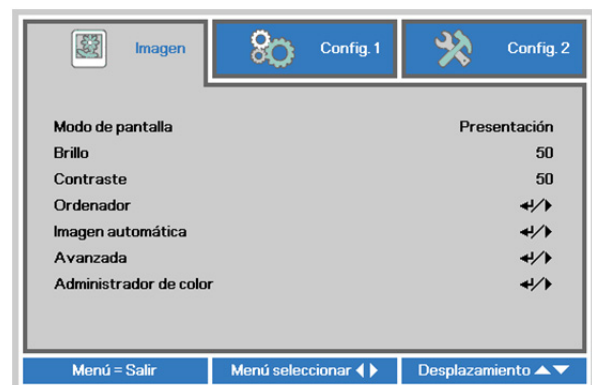 Imagen Config. 1 Config. 2
Modo de pantalla Presentación
Brillo 50
Contraste 50
Ordenador ↵/▶
Imagen automática ↵/▶
Avanzada ↵/▶
Administrador de color ↵/▶
Menú = Salir Menú seleccionar ◀▶ Desplazamiento ▲▼